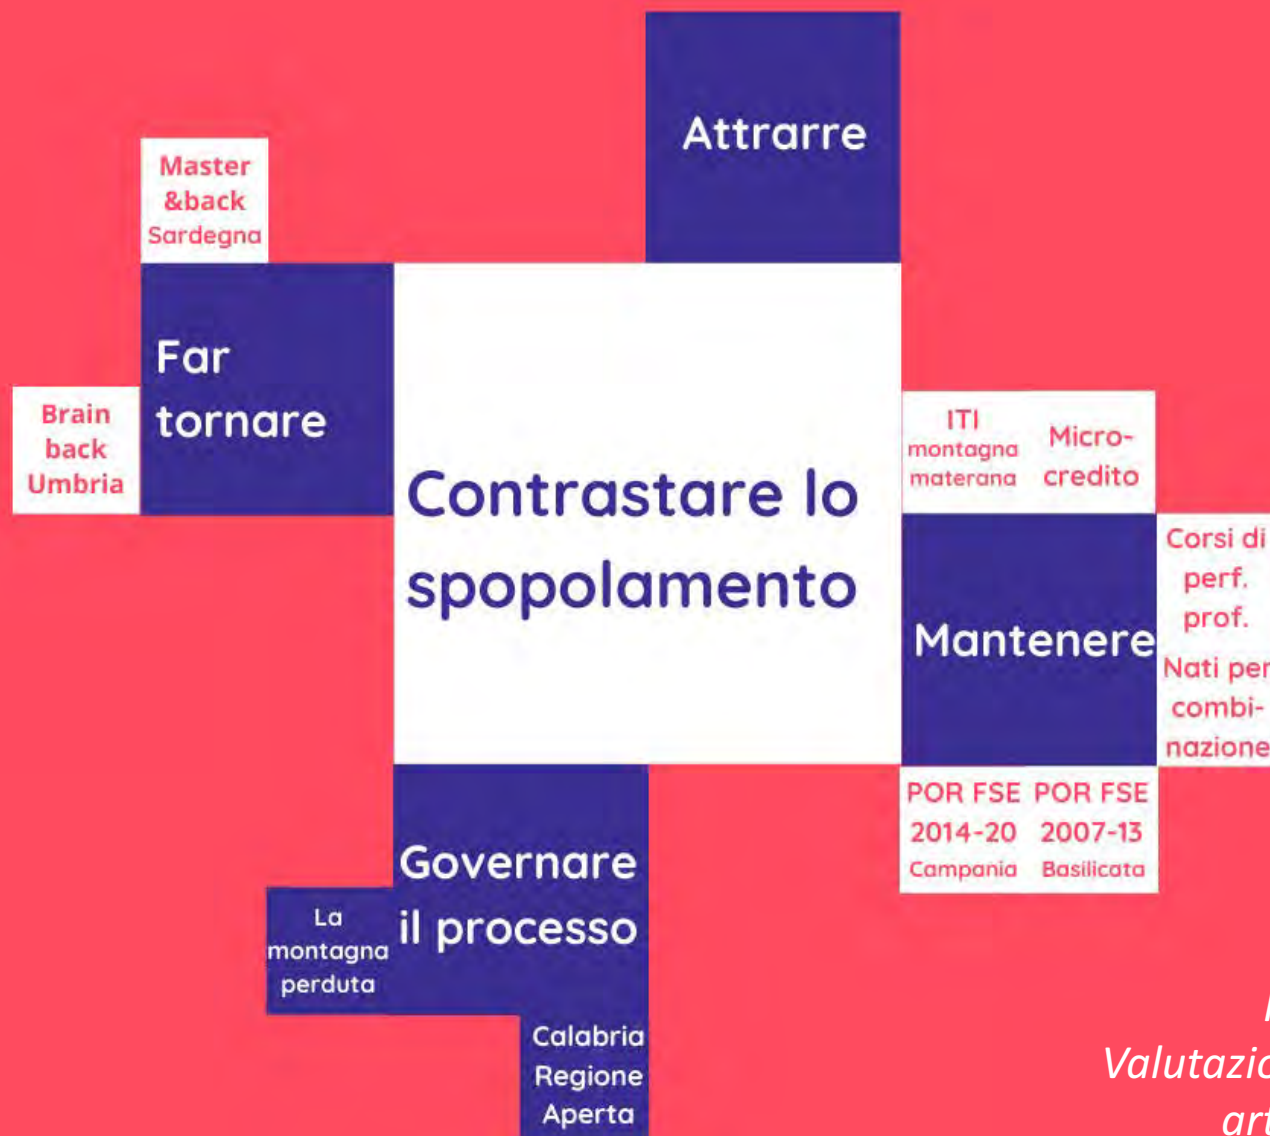 Attrarre
Master
&back
Sardegna
Far
tornare
Brain
back
Umbria
Contrastare lo
spopolamento
ITI
montagna
materana
Micro-
credito
Mantenere
Corsi di
perf.
prof.
Nati per
combi-
nazione
POR FSE
2014-20
Campania
POR FSE
2007-13
Basilicata
Governare
il processo
La
montagna
perduta
Calabria
Regione
Aperta